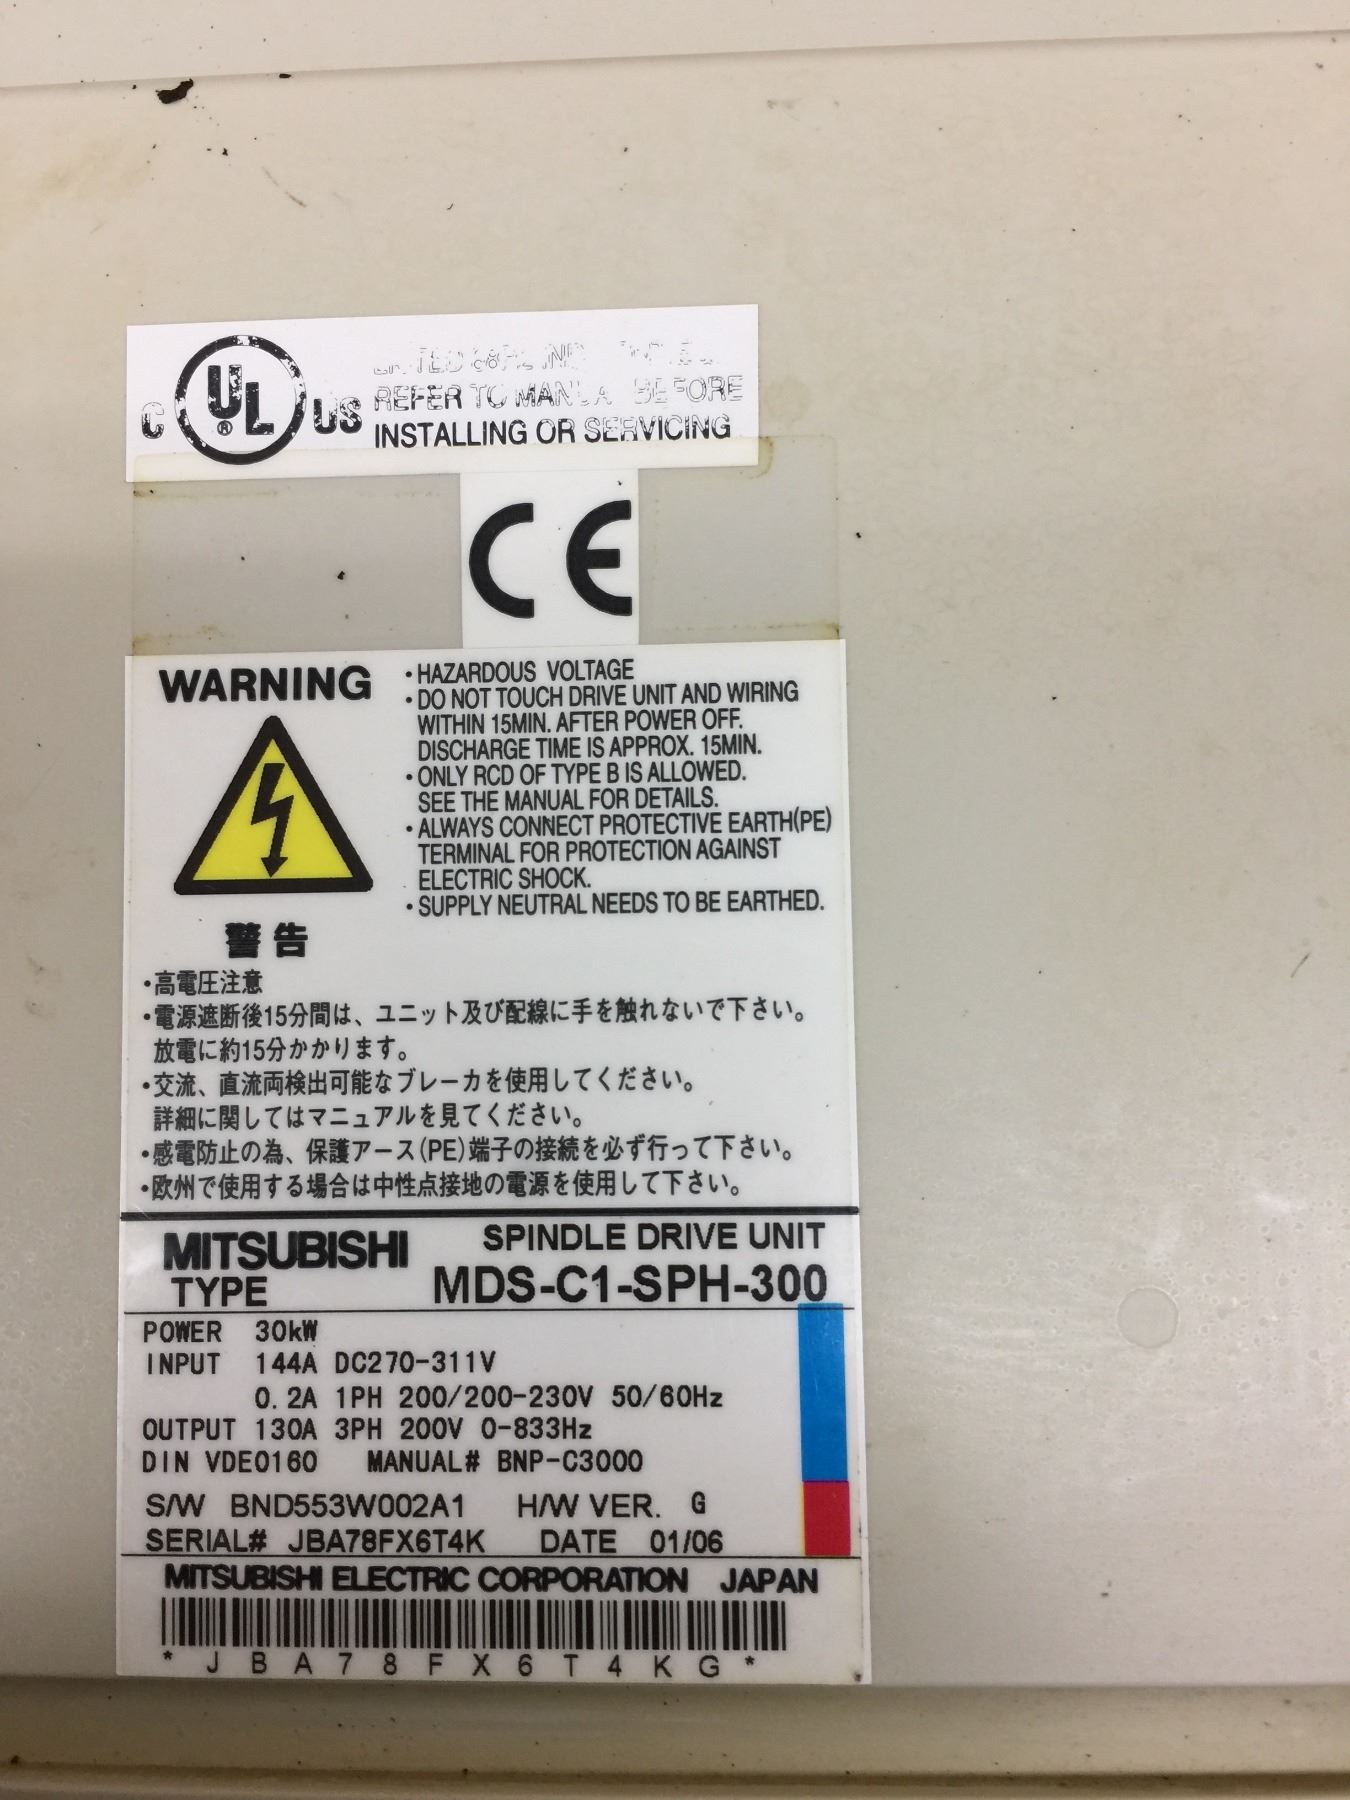 C UL ® US
REFER TO MANUAL BEFORE
INSTALLING OR SERVICING
CE
WARNING
・HAZARDOUS VOLTAGE
・DO NOT TOUCH DRIVE UNIT AND WIRING
WITHIN 15MIN. AFTER POWER OFF.
DISCHARGE TIME IS APPROX. 15MIN.
・ONLY RCD OF TYPE B IS ALLOWED.
SEE THE MANUAL FOR DETAILS.
・ALWAYS CONNECT PROTECTIVE EARTH(PE)
TERMINAL FOR PROTECTION AGAINST
ELECTRIC SHOCK.
・SUPPLY NEUTRAL NEEDS TO BE EARTHED.
警告
・高電圧注意
・電源遮断後15分間は、ユニット及び配線に手を触れないで下さい。
放電に約15分かかります。
・交流、直流両検出可能なブレーカを使用してください。
詳細に関してはマニュアルを見てください。
・感電防止の為、保護アース(PE)端子の接続を必ず行って下さい。
・欧州で使用する場合は中性点接地の電源を使用して下さい。
MITSUBISHI SPINDLE DRIVE UNIT
TYPE MDS-C1-SPH-300
POWER 30kW
INPUT 144A DC270-311V
0.2A 1PH 200/200-230V 50/60Hz
OUTPUT 130A 3PH 200V 0-833Hz
DIN VDE0160 MANUAL# BNP-C3000
S/W BND553W002A1 H/W VER. G
SERIAL# JBA78FX6T4K DATE 01/06
MITSUBISHI ELECTRIC CORPORATION JAPAN
* J B A 7 8 F X 6 T 4 K G *